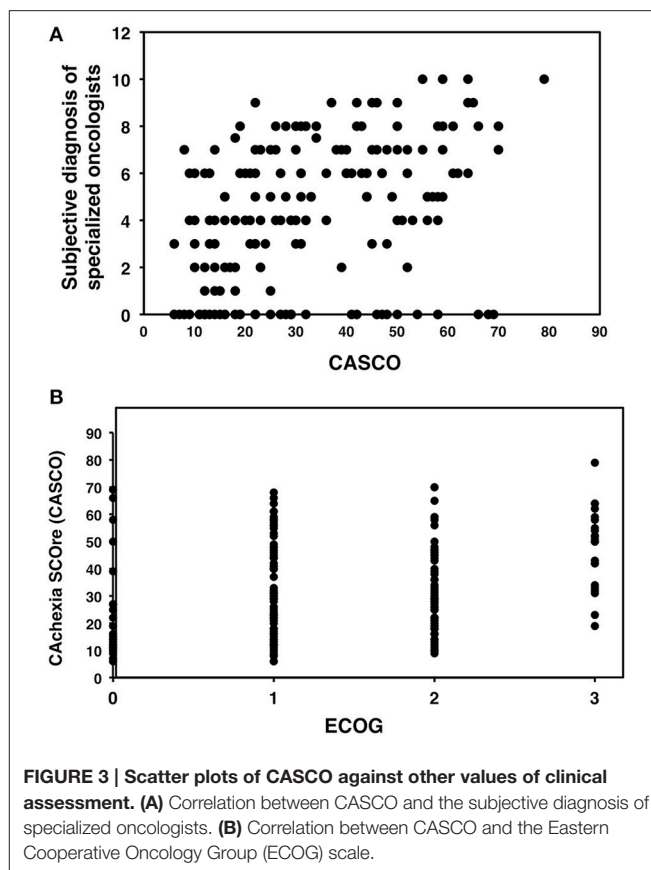 A
Subjective diagnosis of
specialized oncologists
12
10
8
6
4
2
0
0 10 20 30 40 50 60 70 80 90
CASCO
B
CAchexia SCOre (CASCO)
90
80
70
60
50
40
30
20
10
0
0 1 2 3
ECOG
FIGURE 3 | Scatter plots of CASCO against other values of clinical
assessment. (A) Correlation between CASCO and the subjective diagnosis of
specialized oncologists. (B) Correlation between CASCO and the Eastern
Cooperative Oncology Group (ECOG) scale.